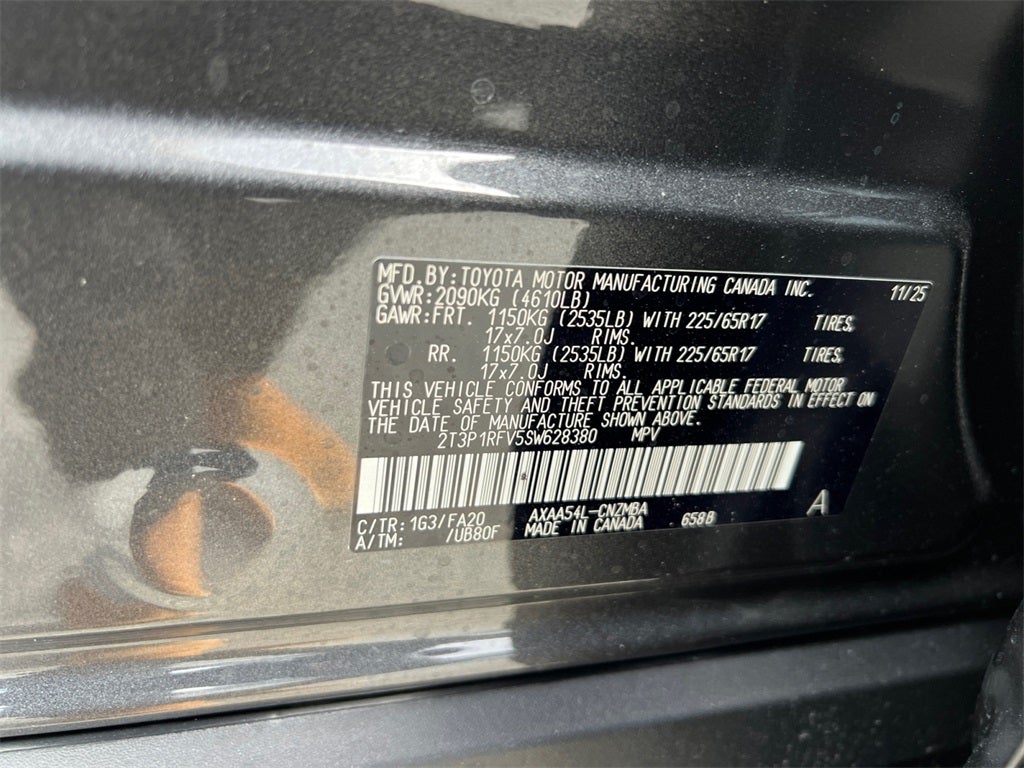 MFD. BY: TOYOTA MOTOR MANUFACTURING CANADA INC. 11/25
GVWR: 2090KG (4610LB)
GAWR: FRT. 1150KG (2535LB) WITH 225/65R17 TIRES,
17x7.0J RIMS.
RR. 1150KG (2535LB) WITH 225/65R17 TIRES,
17x7.0J RIMS.
THIS VEHICLE CONFORMS TO ALL APPLICABLE FEDERAL MOTOR
VEHICLE SAFETY AND THEFT PREVENTION STANDARDS IN EFFECT ON
THE DATE OF MANUFACTURE SHOWN ABOVE.
2T3P1RFV5SW628380 MPV
C/TR: 1G3/FA20 AXAA54L-CNZMBA 658B A
A/TM: /UB80F MADE IN CANADA